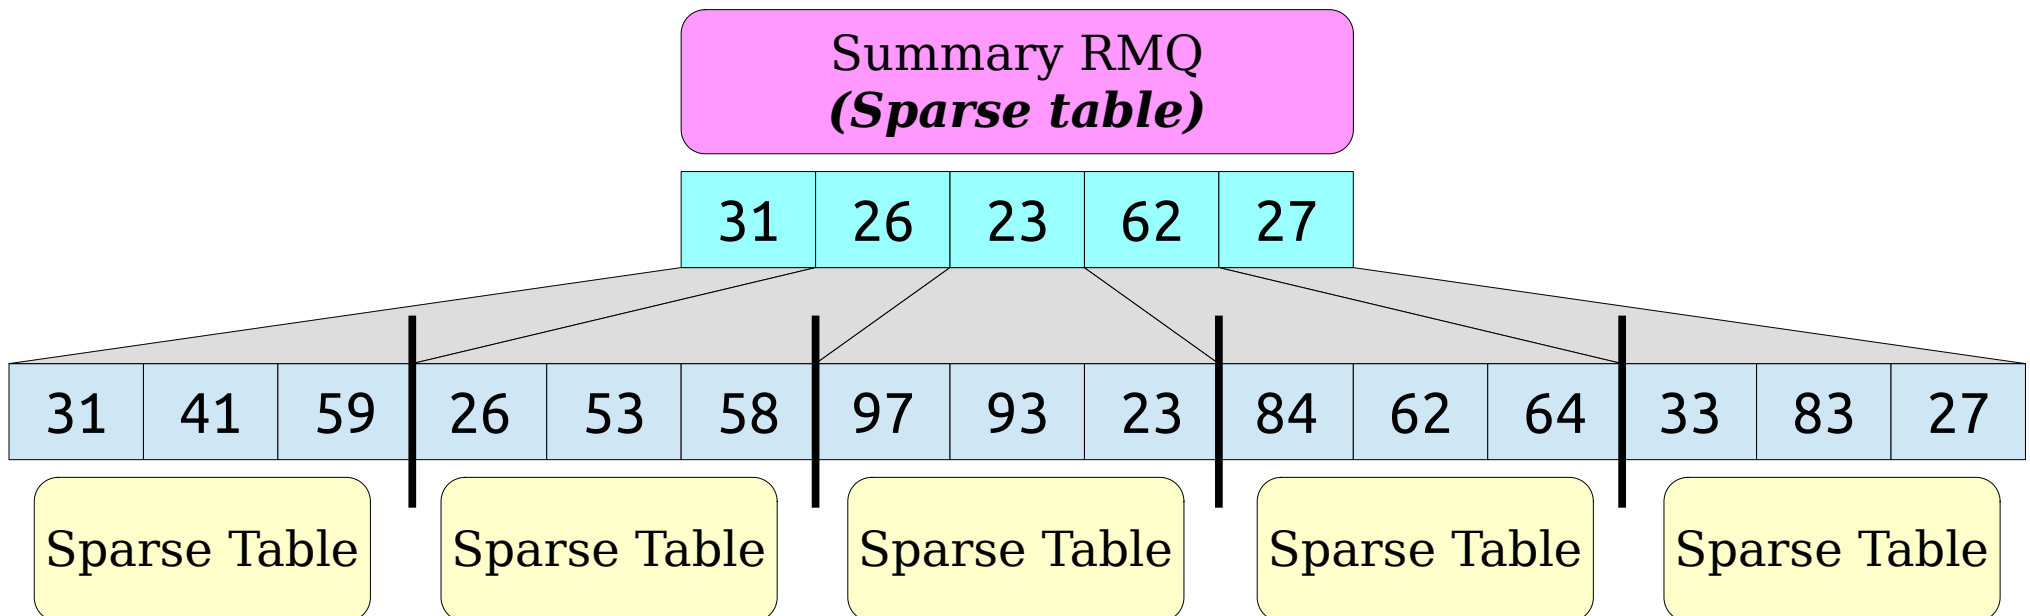 Summary RMQ
(Sparse table)
31 26 23 62 27
31 41 59 26 53 58 97 93 23 84 62 64 33 83 27
Sparse Table Sparse Table Sparse Table Sparse Table Sparse Table